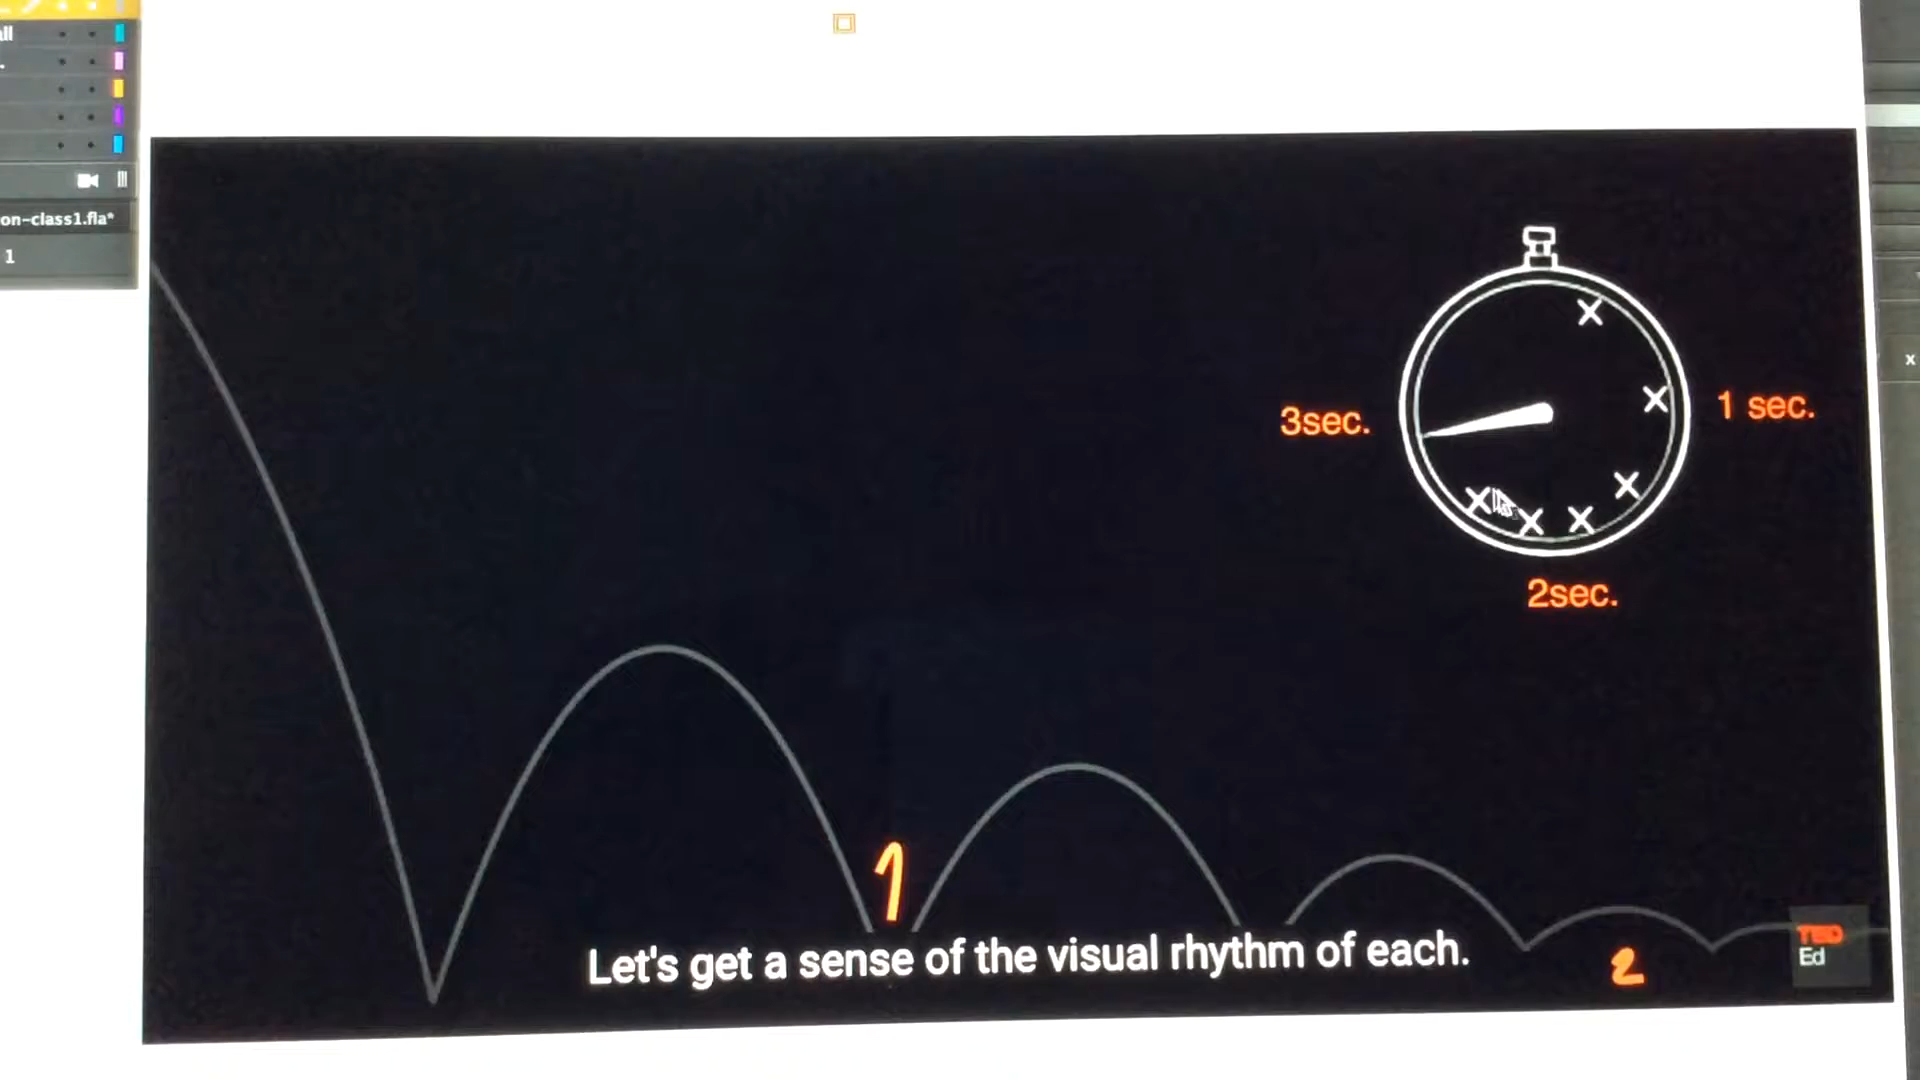 all
on-class1.fla*
1
3sec.
1 sec.
2sec.
1
Let's get a sense of the visual rhythm of each.
2
TED
Ed